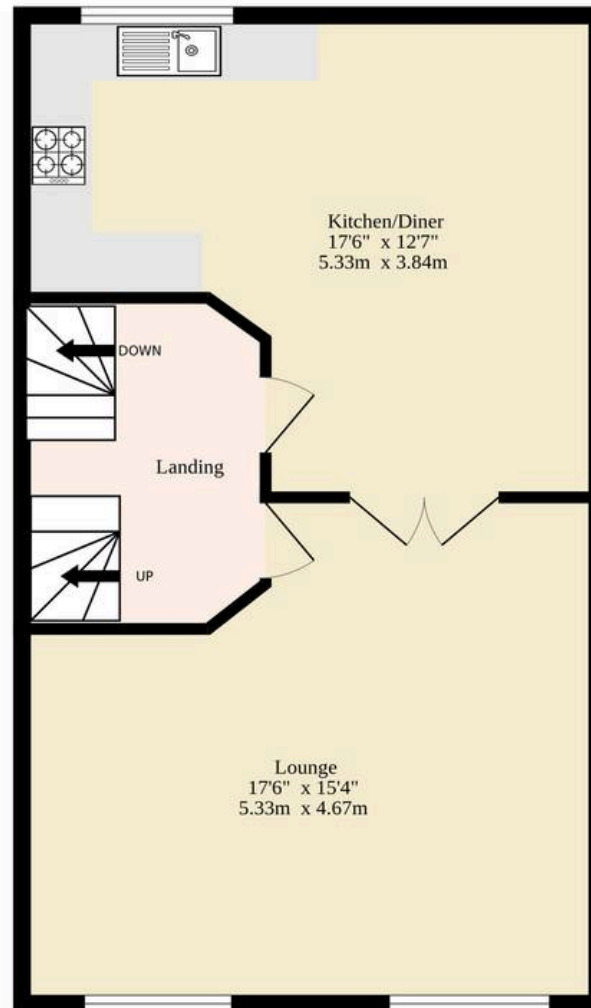 Kitchen/Diner
17'6" x 12'7"
5.33m x 3.84m
DOWN
Landing
UP
Lounge
17'6" x 15'4"
5.33m x 4.67m